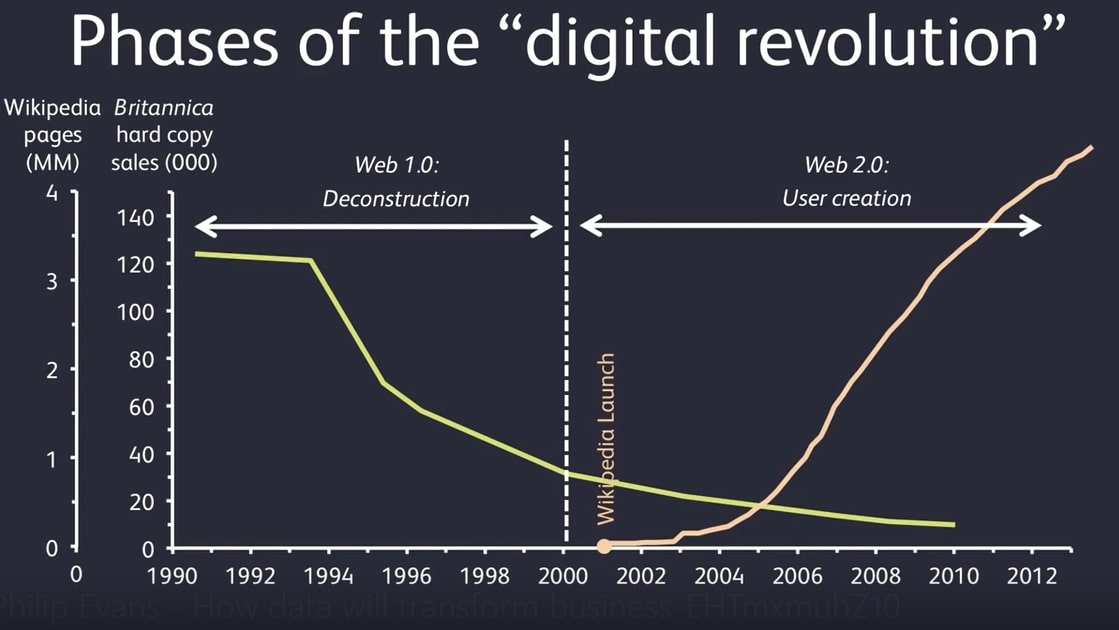 Phases of the “digital revolution”
Wikipedia
pages
(MM)
Britannica
hard copy
sales (000)
Web 1.0:
Deconstruction
Web 2.0:
User creation
4
3
2
1
0
0
140
120
100
80
60
40
20
0
Wikipedia Launch
1990 1992 1994 1996 1998 2000 2002 2004 2006 2008 2010 2012
Philip Evans - How data will transform business-EHTmxmuhZ10